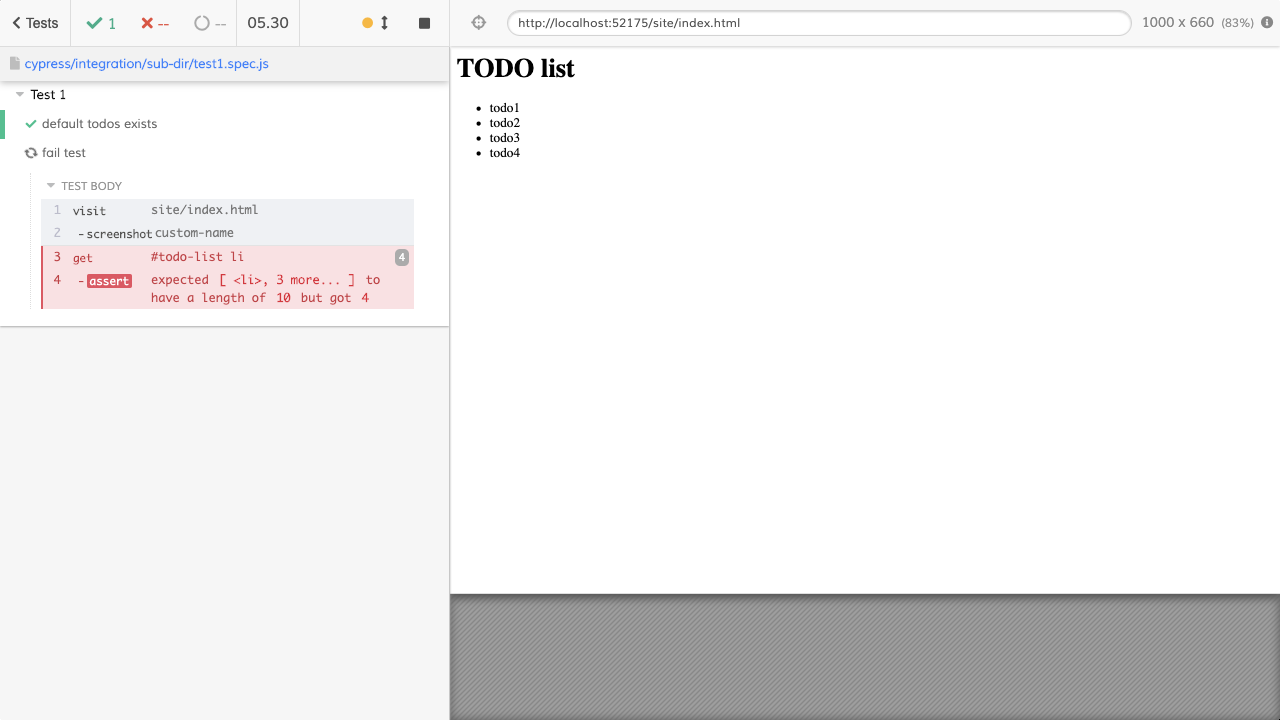 Tests 1 -- -- 05.30
http://localhost:52175/site/index.html 1000 x 660 (83%)
cypress/integration/sub-dir/test1.spec.js
Test 1
default todos exists
fail test
TEST BODY
1 visit site/index.html
2 - screenshot custom-name
3 get #todo-list li 4
4 - assert expected [ <li>, 3 more... ] to
have a length of 10 but got 4
TODO list
todo1
todo2
todo3
todo4